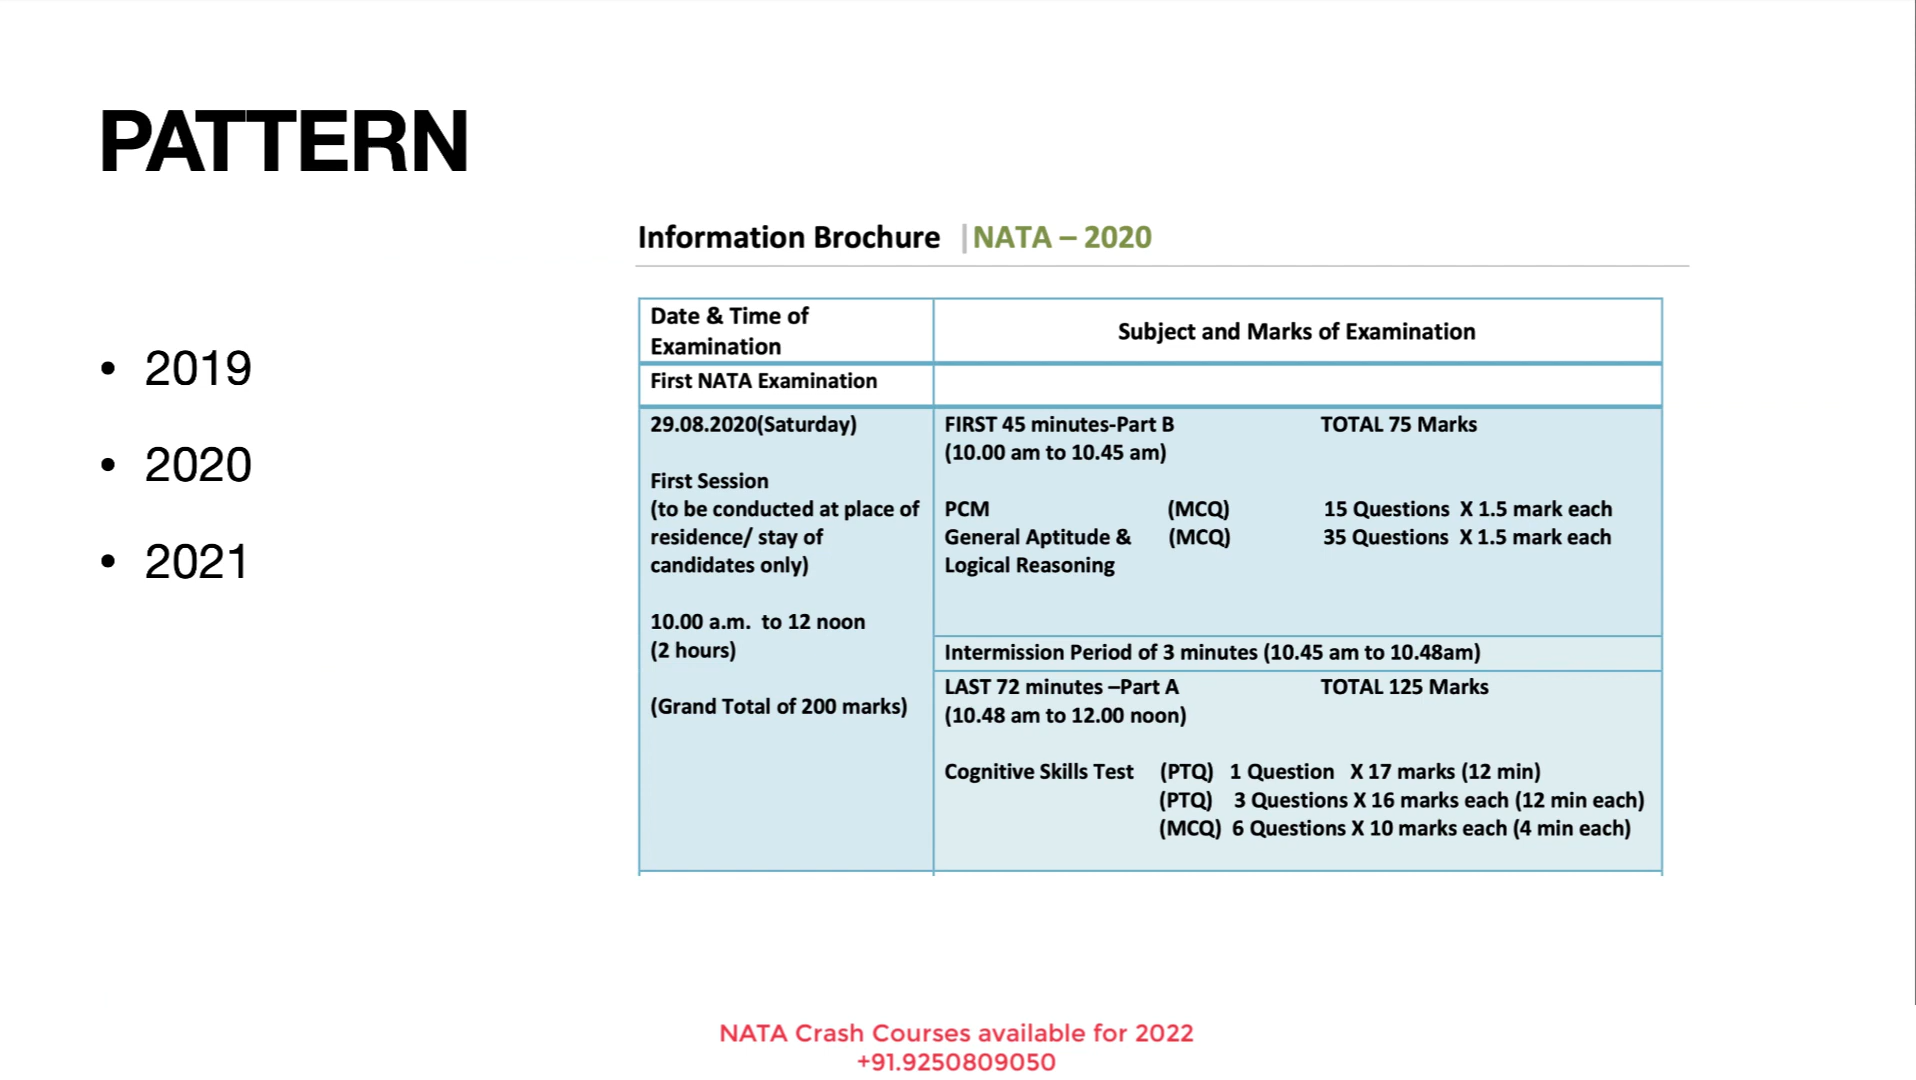 PATTERN
• 2019
• 2020
• 2021
Information Brochure |NATA – 2020
Date & Time of
Examination
Subject and Marks of Examination
First NATA Examination
29.08.2020(Saturday)
First Session
(to be conducted at place of
residence/ stay of
candidates only)
10.00 a.m. to 12 noon
(2 hours)
(Grand Total of 200 marks)
FIRST 45 minutes-Part B TOTAL 75 Marks
(10.00 am to 10.45 am)
PCM (MCQ) 15 Questions X 1.5 mark each
General Aptitude & (MCQ) 35 Questions X 1.5 mark each
Logical Reasoning
Intermission Period of 3 minutes (10.45 am to 10.48am)
LAST 72 minutes –Part A TOTAL 125 Marks
(10.48 am to 12.00 noon)
Cognitive Skills Test (PTQ) 1 Question X 17 marks (12 min)
(PTQ) 3 Questions X 16 marks each (12 min each)
(MCQ) 6 Questions X 10 marks each (4 min each)
NATA Crash Courses available for 2022
+91.9250809050